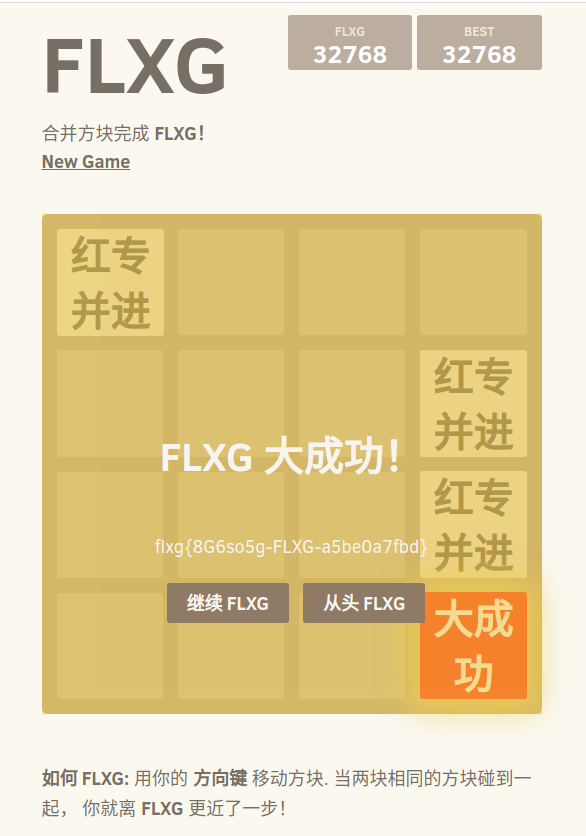 FLXG
FLXG
32768
BEST
32768
合并方块完成 FLXG！
New Game
红专
并进
红专
并进
FLXG 大成功！
红专
并进
flxg{8G6so5g-FLXG-a5be0a7fbd}
继续 FLXG
从头 FLXG
大成
功
如何 FLXG: 用你的 方向键 移动方块. 当两块相同的方块碰到一
起， 你就离 FLXG 更近了一步！